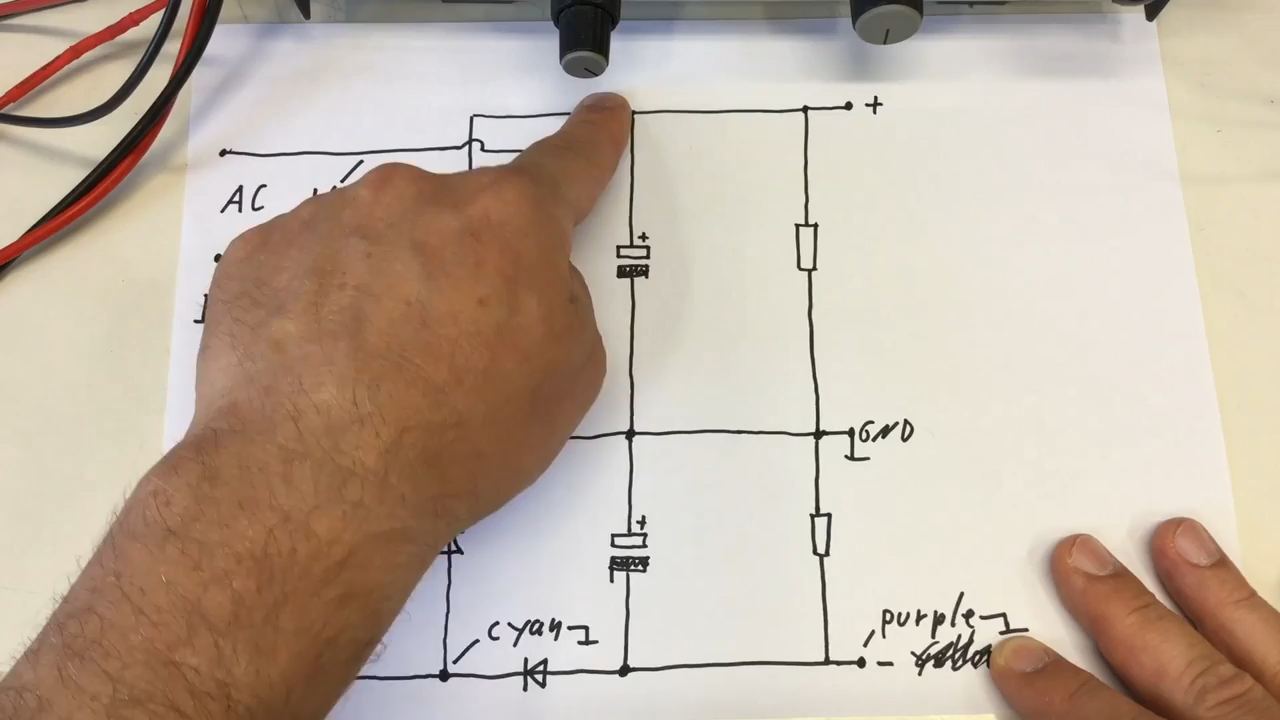 +
AC
+
GND
+
cyan
purple
-